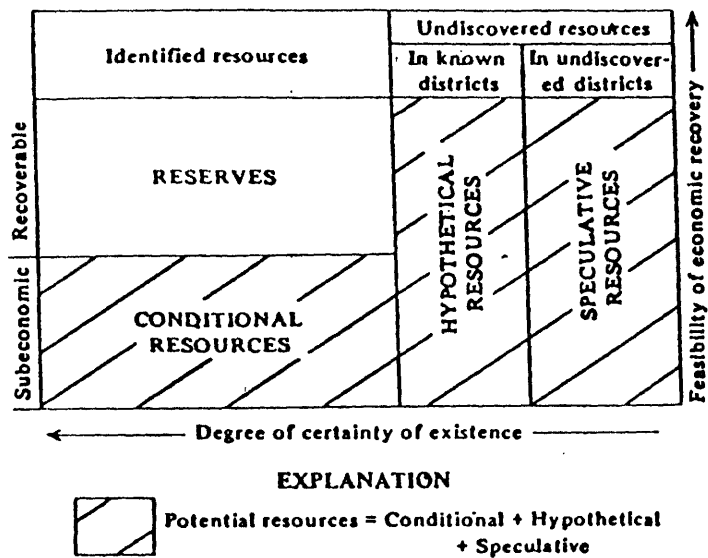 Undiscovered resources
Identified resources
In known
districts
In undiscover-
ed districts
Recoverable
Subeconomic
RESERVES
CONDITIONAL
RESOURCES
HYPOTHETICAL
RESOURCES
SPECULATIVE
RESOURCES
Feasibility of economic recovery
Degree of certainty of existence
EXPLANATION
Potential resources = Conditional + Hypothetical
+ Speculative